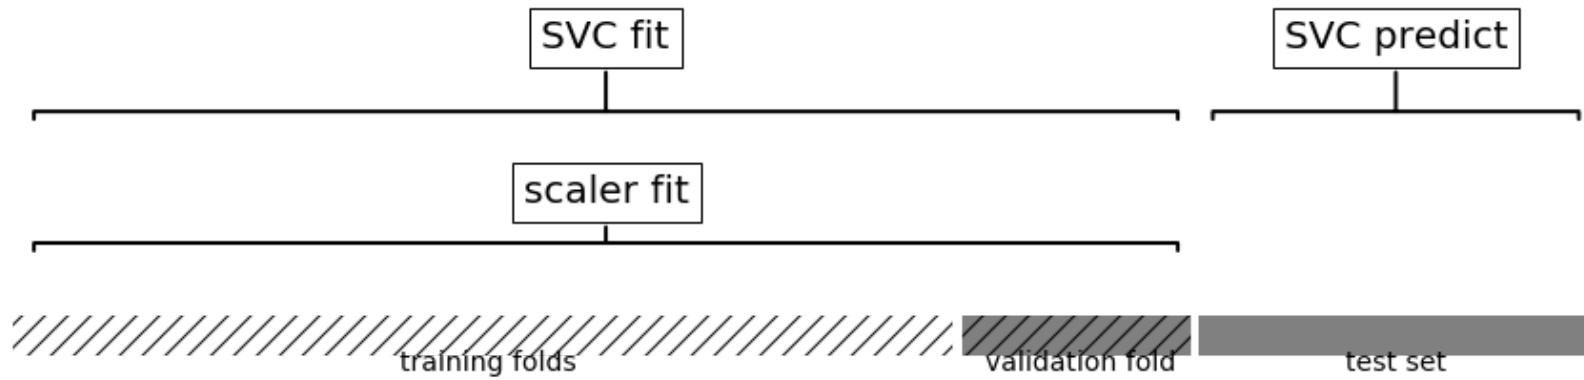 SVC fit
SVC predict
scaler fit
training folds
validation fold
test set